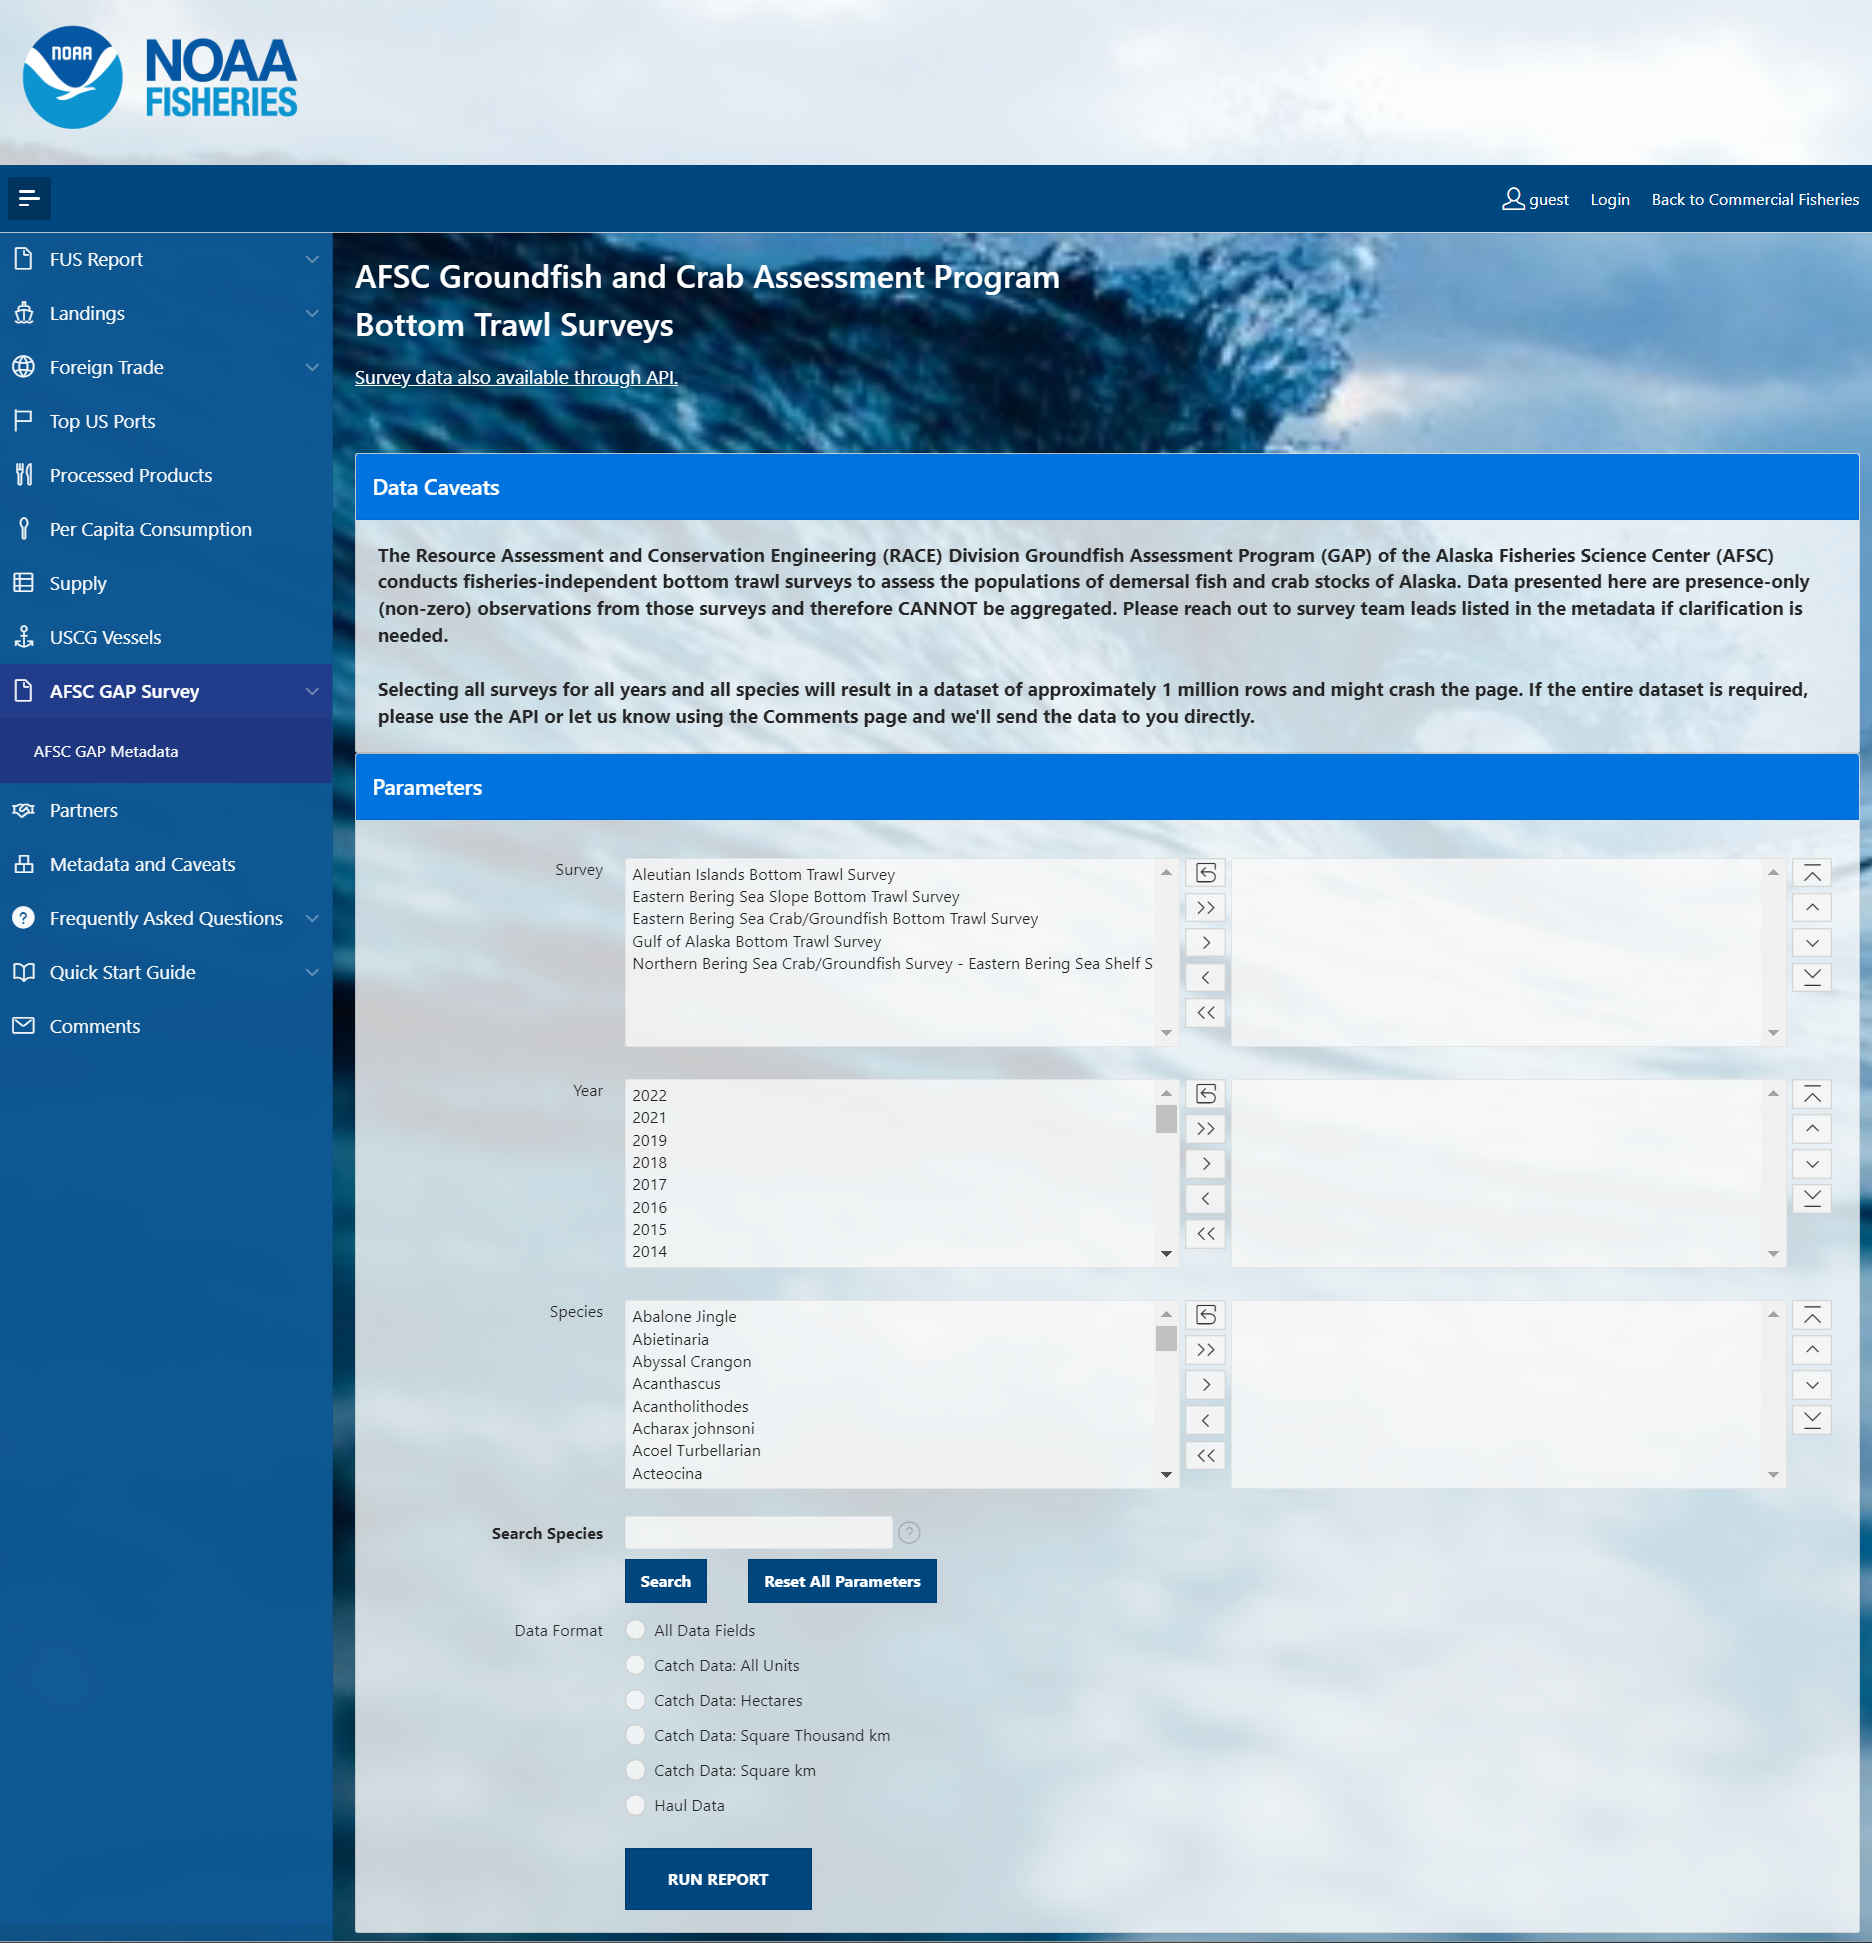 NOAA
NOAA
FISHERIES
guest Login Back to Commercial Fisheries
FUS Report
Landings
Foreign Trade
Top US Ports
Processed Products
Per Capita Consumption
Supply
USCG Vessels
AFSC GAP Survey
AFSC GAP Metadata
Partners
Metadata and Caveats
Frequently Asked Questions
Quick Start Guide
Comments
AFSC Groundfish and Crab Assessment Program
Bottom Trawl Surveys
Survey data also available through API.
Data Caveats
The Resource Assessment and Conservation Engineering (RACE) Division Groundfish Assessment Program (GAP) of the Alaska Fisheries Science Center (AFSC)
conducts fisheries-independent bottom trawl surveys to assess the populations of demersal fish and crab stocks of Alaska. Data presented here are presence-only
(non-zero) observations from those surveys and therefore CANNOT be aggregated. Please reach out to survey team leads listed in the metadata if clarification is
needed.
Selecting all surveys for all years and all species will result in a dataset of approximately 1 million rows and might crash the page. If the entire dataset is required,
please use the API or let us know using the Comments page and we'll send the data to you directly.
Parameters
Survey
Aleutian Islands Bottom Trawl Survey
Eastern Bering Sea Slope Bottom Trawl Survey
Eastern Bering Sea Crab/Groundfish Bottom Trawl Survey
Gulf of Alaska Bottom Trawl Survey
Northern Bering Sea Crab/Groundfish Survey - Eastern Bering Sea Shelf S
Year
2022
2021
2019
2018
2017
2016
2015
2014
Species
Abalone Jingle
Abietinaria
Abyssal Crangon
Acanthascus
Acantholithodes
Acharax johnsoni
Acoel Turbellarian
Acteocina
Search Species
Search Reset All Parameters
Data Format
All Data Fields
Catch Data: All Units
Catch Data: Hectares
Catch Data: Square Thousand km
Catch Data: Square km
Haul Data
RUN REPORT